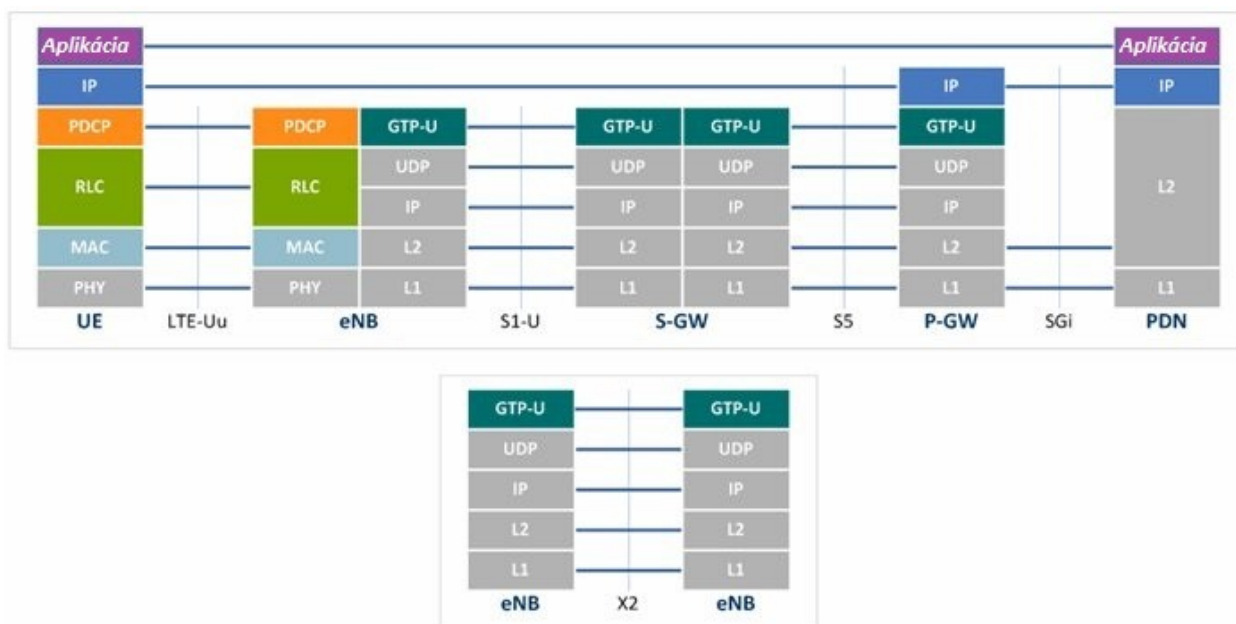 Aplikácia Aplikácia
IP IP IP
PDCP PDCP GTP-U GTP-U GTP-U GTP-U
RLC RLC UDP UDP UDP UDP L2
IP IP IP IP
MAC MAC L2 L2 L2 L2
PHY PHY L1 L1 L1 L1 L1
UE LTE-Uu eNB S1-U S-GW S5 P-GW SGi PDN
GTP-U GTP-U
UDP UDP
IP IP
L2 L2
L1 L1
eNB X2 eNB